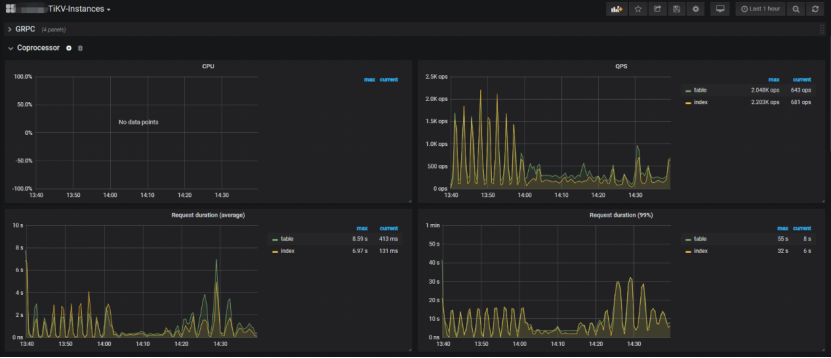 TiKV-Instances
Last 1 hour
GRPC (4 panels)
Coprocessor
CPU
max current
100.0%
50.0%
0%
-50.0%
-100.0%
No data points
13:40 13:50 14:00 14:10 14:20 14:30
QPS
max current
table 2.048K ops 643 ops
index 2.203K ops 681 ops
2.5K ops
2.0K ops
1.5K ops
1.0K ops
500 ops
0 ops
13:40 13:50 14:00 14:10 14:20 14:30
Request duration (average)
max current
table 8.59 s 413 ms
index 6.97 s 131 ms
10 s
8 s
6 s
4 s
2 s
0 ns
13:40 13:50 14:00 14:10 14:20 14:30
Request duration (99%)
max current
table 55 s 8 s
index 32 s 6 s
1 min
50 s
40 s
30 s
20 s
10 s
0 ns
13:40 13:50 14:00 14:10 14:20 14:30